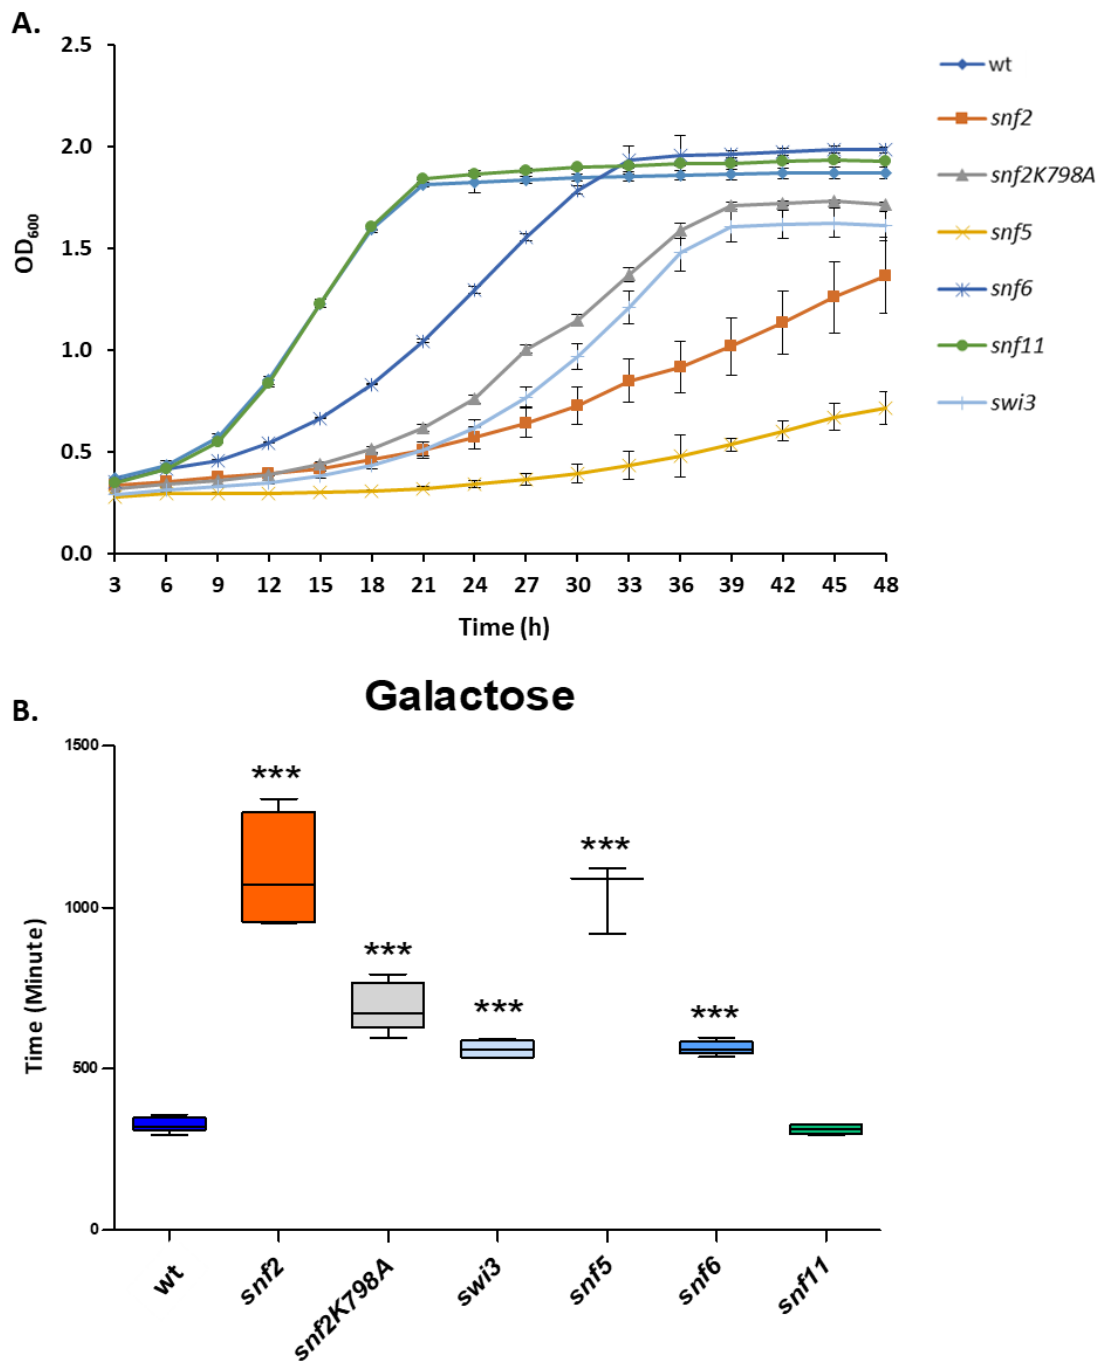 A.
2.5
2.0
1.5
1.0
0.5
0.0
OD600
3 6 9 12 15 18 21 24 27 30 33 36 39 42 45 48
Time (h)
wt
snf2
snf2K798A
snf5
snf6
snf11
swi3
B.
Galactose
1500
1000
500
0
Time (Minute)
***
***
***
***
***
wt
snf2
snf2K798A
swi3
snf5
snf6
snf11